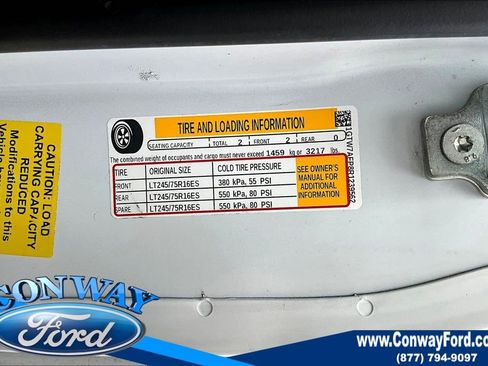 TIRE AND LOADING INFORMATION
SEATING CAPACITY TOTAL 2 FRONT 2 REAR 0
The combined weight of occupants and cargo must never exceed 1459 kg or 3217 lbs.
TIRE ORIGINAL SIZE COLD TIRE PRESSURE
FRONT LT245/75R16ES 380 kPa, 55 PSI
REAR LT245/75R16ES 550 kPa, 80 PSI
SPARE LT245/75R16ES 550 kPa, 80 PSI
SEE OWNER'S
MANUAL FOR
ADDITIONAL
INFORMATION
CAUTION
LOAD
CARRYING CAPACITY
REDUCED
Modifications to this
CONWAY
Ford
www.ConwayFord.com
(877) 794-9097